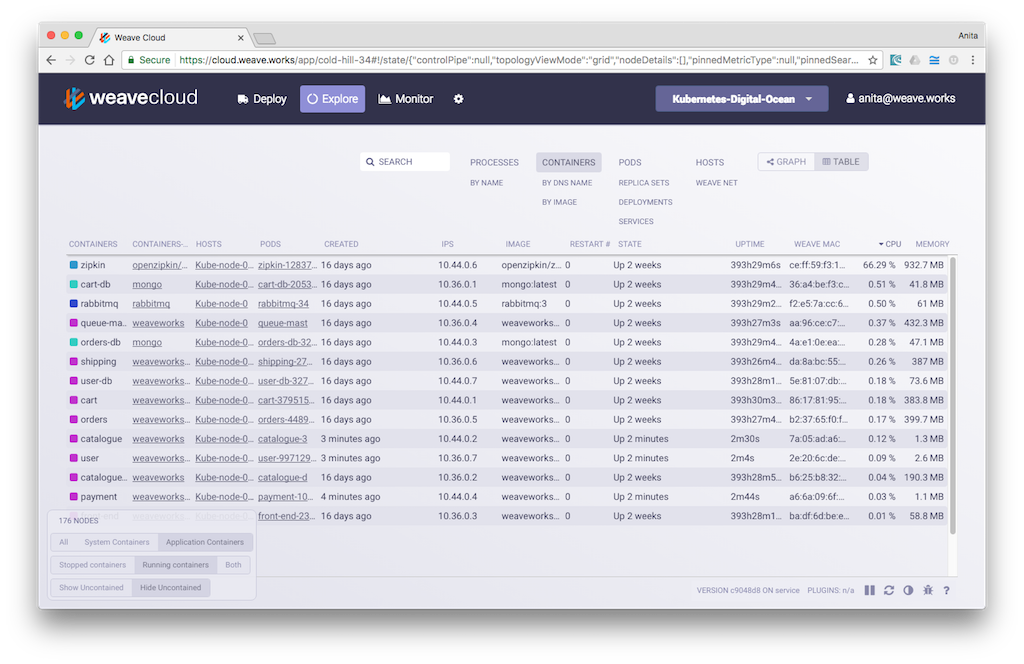 Weave Cloud
Anita
Secure https://cloud.weave.works/app/cold-hill-34#!/state/{"controlPipe":null,"topologyViewMode":"grid","nodeDetails":[],"pinnedMetricType":null,"pinnedSear...
weavecloud Deploy Explore Monitor Kubernetes-Digital-Ocean anita@weave.works
SEARCH PROCESSES CONTAINERS PODS HOSTS GRAPH TABLE
BY NAME BY DNS NAME REPLICA SETS WEAVE NET
BY IMAGE DEPLOYMENTS
SERVICES
CONTAINERS CONTAINERS-... HOSTS PODS CREATED IPS IMAGE RESTART # STATE UPTIME WEAVE MAC CPU MEMORY
zipkin openzipkin/... Kube-node-0... zipkin-12837... 16 days ago 10.44.0.6 openzipkin/z... 0 Up 2 weeks 393h29m6s ce:ff:59:f3:1... 66.29 % 932.7 MB
cart-db mongo Kube-node-0... cart-db-2053... 16 days ago 10.36.0.1 mongo:latest 0 Up 2 weeks 393h29m4... 36:a4:be:f3:c... 0.51 % 41.8 MB
rabbitmq rabbitmq Kube-node-0 rabbitmq-34 16 days ago 10.44.0.5 rabbitmq:3 0 Up 2 weeks 393h29m2... f2:e5:7a:cc:6... 0.50 % 61 MB
queue-ma... weaveworks Kube-node-0 queue-mast 16 days ago 10.36.0.4 weaveworks... 0 Up 2 weeks 393h27m3s aa:96:ce:c7:... 0.37 % 432.3 MB
orders-db mongo Kube-node-0... orders-db-32... 16 days ago 10.44.0.3 mongo:latest 0 Up 2 weeks 393h29m4... 4a:e1:0e:ea:... 0.28 % 47.1 MB
shipping weaveworks... Kube-node-0... shipping-27... 16 days ago 10.36.0.6 weaveworks... 0 Up 2 weeks 393h26m4... da:8a:bc:55:... 0.26 % 387 MB
user-db weaveworks... Kube-node-0... user-db-327... 16 days ago 10.44.0.7 weaveworks... 0 Up 2 weeks 393h28m1... 5e:81:07:db:... 0.18 % 73.6 MB
cart weaveworks... Kube-node-0... cart-379515... 16 days ago 10.44.0.1 weaveworks... 0 Up 2 weeks 393h30m3... 86:17:81:95:... 0.18 % 383.8 MB
orders weaveworks... Kube-node-0... orders-4489... 16 days ago 10.36.0.5 weaveworks... 0 Up 2 weeks 393h27m4... b2:37:65:f0:f... 0.17 % 399.7 MB
catalogue weaveworks Kube-node-0... catalogue-3 3 minutes ago 10.44.0.2 weaveworks... 0 Up 2 minutes 2m30s 7a:05:ad:a6:... 0.12 % 1.3 MB
user weaveworks... Kube-node-0... user-997129... 3 minutes ago 10.36.0.7 weaveworks... 0 Up 2 minutes 2m4s 2e:20:6c:de:... 0.09 % 2.6 MB
catalogue... weaveworks... Kube-node-0... catalogue-d 16 days ago 10.36.0.2 weaveworks... 0 Up 2 weeks 393h28m5... b6:25:b8:32:... 0.04 % 190.3 MB
payment weaveworks... Kube-node-0... payment-10... 4 minutes ago 10.44.0.4 weaveworks... 0 Up 2 minutes 2m44s a6:6a:09:6f:... 0.03 % 1.1 MB
front-end weaveworks... Kube-node-0... front-end-23... 16 days ago 10.36.0.3 weaveworks... 0 Up 2 weeks 393h28m1... ba:df:6d:be:e... 0.01 % 58.8 MB
176 NODES
All System Containers Application Containers
Stopped containers Running containers Both
Show Uncontained Hide Uncontained
VERSION c9048d8 ON service PLUGINS: n/a ?